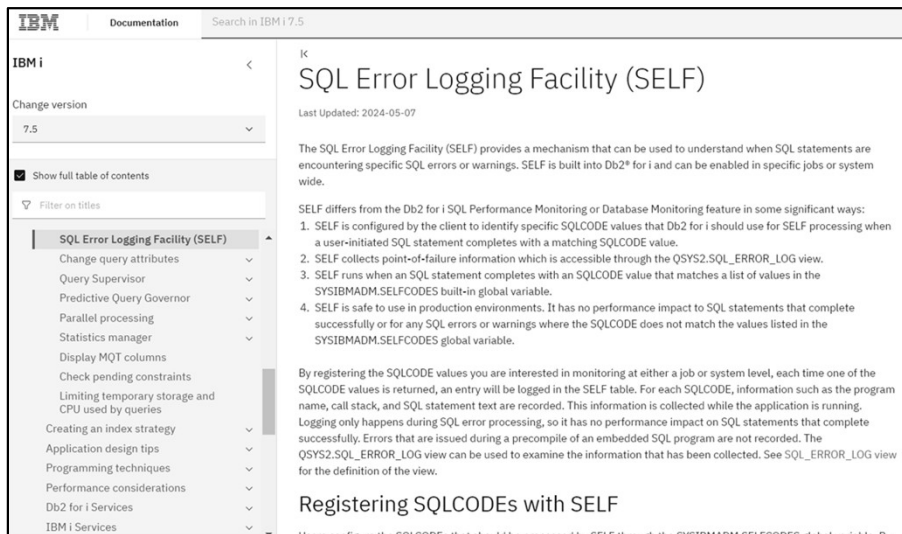 IBM Documentation Search in IBM i 7.5
IBM i
Change version
7.5
Show full table of contents
Filter on titles
SQL Error Logging Facility (SELF)
Change query attributes
Query Supervisor
Predictive Query Governor
Parallel processing
Statistics manager
Display MQT columns
Check pending constraints
Limiting temporary storage and
CPU used by queries
Creating an index strategy
Application design tips
Programming techniques
Performance considerations
Db2 for i Services
IBM i Services
SQL Error Logging Facility (SELF)
Last Updated: 2024-05-07
The SQL Error Logging Facility (SELF) provides a mechanism that can be used to understand when SQL statements are
encountering specific SQL errors or warnings. SELF is built into Db2® for i and can be enabled in specific jobs or system
wide.
SELF differs from the Db2 for i SQL Performance Monitoring or Database Monitoring feature in some significant ways:
1. SELF is configured by the client to identify specific SQLCODE values that Db2 for i should use for SELF processing when
a user-initiated SQL statement completes with a matching SQLCODE value.
2. SELF collects point-of-failure information which is accessible through the QSYS2.SQL_ERROR_LOG view.
3. SELF runs when an SQL statement completes with an SQLCODE value that matches a list of values in the
SYSIBMADM.SELFCODES built-in global variable.
4. SELF is safe to use in production environments. It has no performance impact to SQL statements that complete
successfully or for any SQL errors or warnings where the SQLCODE does not match the values listed in the
SYSIBMADM.SELFCODES global variable.
By registering the SQLCODE values you are interested in monitoring at either a job or system level, each time one of the
SQLCODE values is returned, an entry will be logged in the SELF table. For each SQLCODE, information such as the program
name, call stack, and SQL statement text are recorded. This information is collected while the application is running.
Logging only happens during SQL error processing, so it has no performance impact on SQL statements that complete
successfully. Errors that are issued during a precompile of an embedded SQL program are not recorded. The
QSYS2.SQL_ERROR_LOG view can be used to examine the information that has been collected. See SQL_ERROR_LOG view
for the definition of the view.
Registering SQLCODEs with SELF